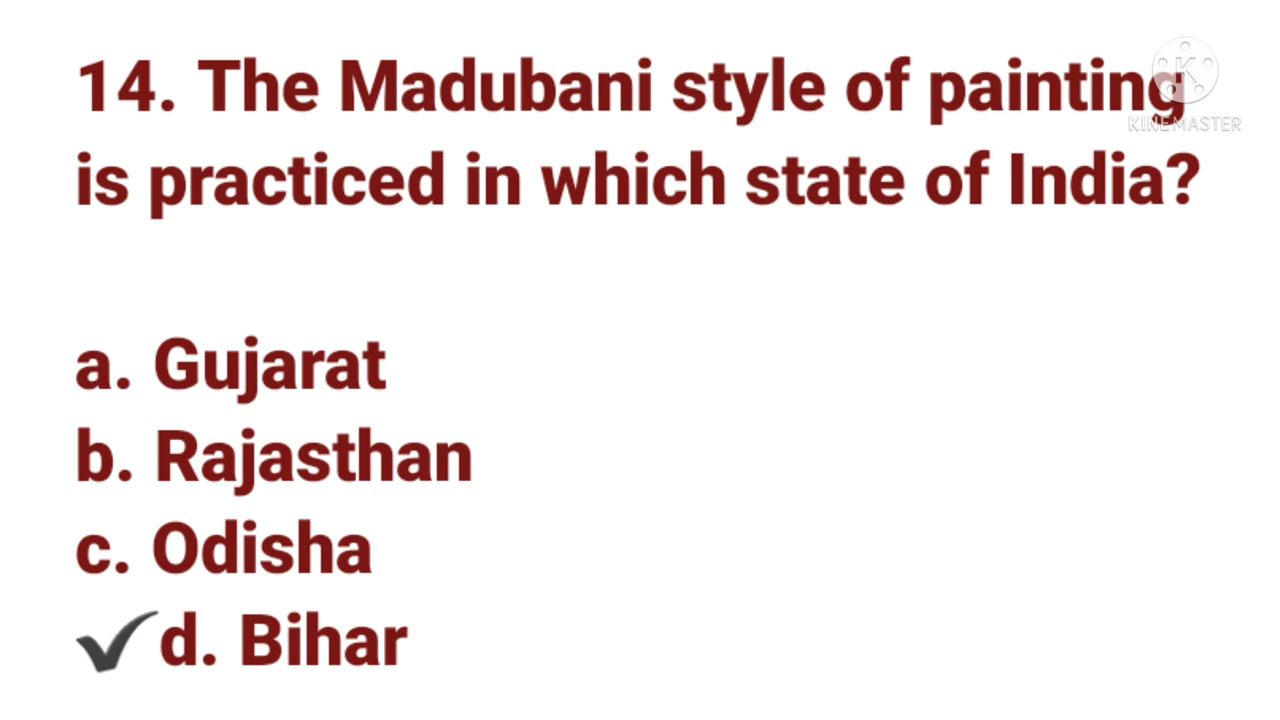 14. The Madubani style of painting
KINEMASTER
is practiced in which state of India?
a. Gujarat
b. Rajasthan
c. Odisha
✓d. Bihar